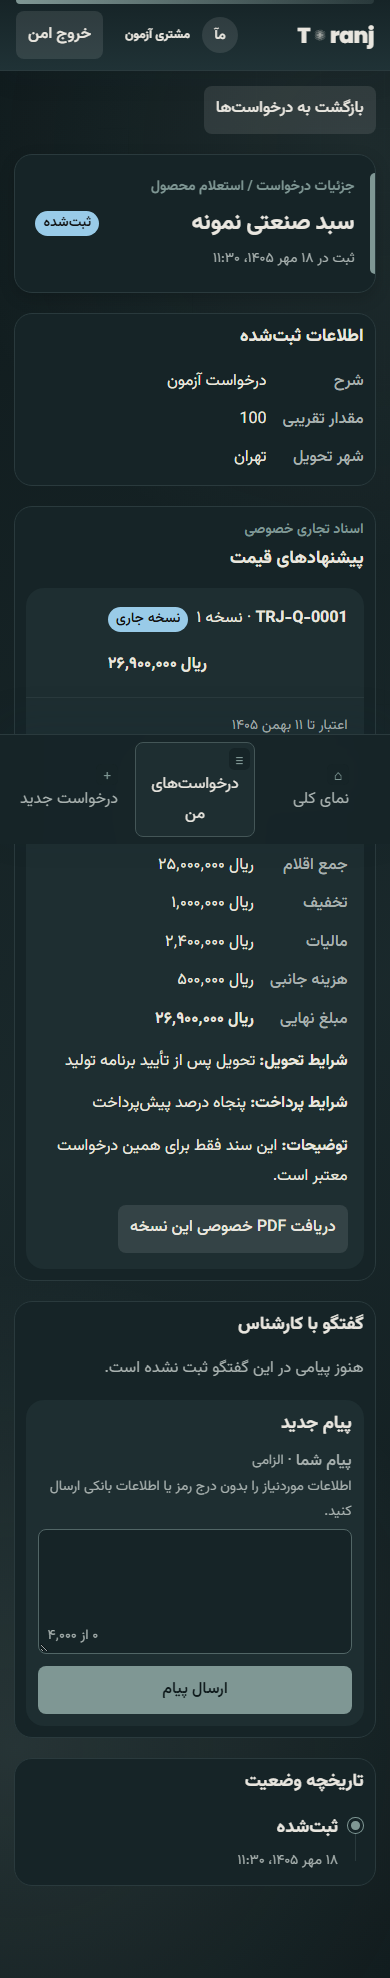 T ranj
مآ
مشتری آزمون
خروج امن
بازگشت به درخواست‌ها
جزئیات درخواست / استعلام محصول
سبد صنعتی نمونه
ثبت‌شده
ثبت در ۱۸ مهر ۱۴۰۵، ۱۱:۳۰
اطلاعات ثبت‌شده
شرح درخواست آزمون
مقدار تقریبی 100
شهر تحویل تهران
اسناد تجاری خصوصی
پیشنهادهای قیمت
TRJ-Q-0001 · نسخه ۱ نسخه جاری
۲۶,۹۰۰,۰۰۰ ریال
اعتبار تا ۱۱ بهمن ۱۴۰۵
⌂
نمای کلی
☰
درخواست‌های
من
+
درخواست جدید
جمع اقلام ۲۵,۰۰۰,۰۰۰ ریال
تخفیف ۱,۰۰۰,۰۰۰ ریال
مالیات ۲,۴۰۰,۰۰۰ ریال
هزینه جانبی ۵۰۰,۰۰۰ ریال
مبلغ نهایی ۲۶,۹۰۰,۰۰۰ ریال
شرایط تحویل: تحویل پس از تأیید برنامه تولید
شرایط پرداخت: پنجاه درصد پیش‌پرداخت
توضیحات: این سند فقط برای همین درخواست
معتبر است.
دریافت PDF خصوصی این نسخه
گفتگو با کارشناس
هنوز پیامی در این گفتگو ثبت نشده است.
پیام جدید
پیام شما · الزامی
اطلاعات موردنیاز را بدون درج رمز یا اطلاعات بانکی ارسال
کنید.
۰ از ۴,۰۰۰
ارسال پیام
تاریخچه وضعیت
ثبت‌شده
۱۸ مهر ۱۴۰۵، ۱۱:۳۰